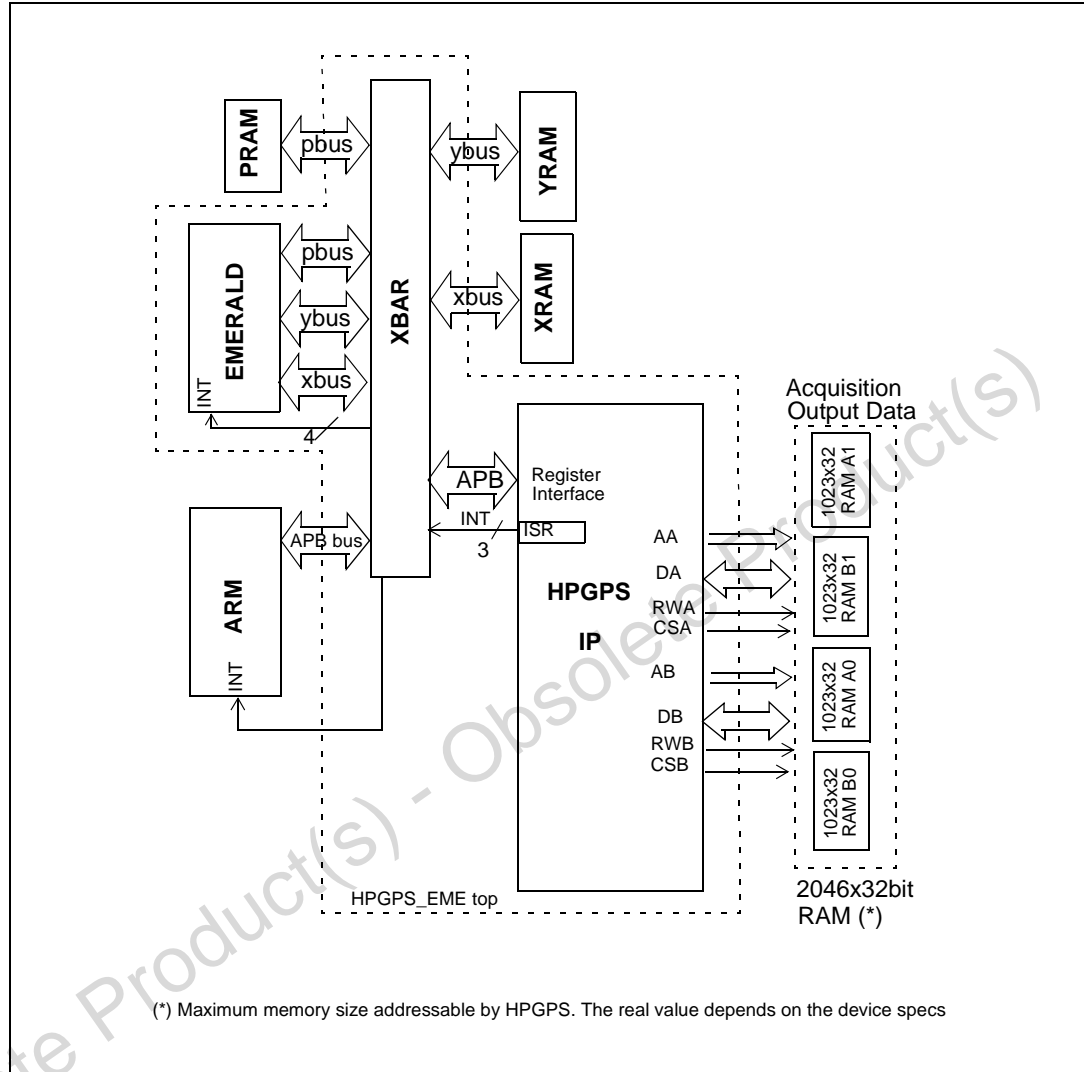 PRAM
pbus
ybus
YRAM
EMERALD
INT
pbus
ybus
xbus
4
XBAR
xbus
XRAM
ARM
INT
APB bus
APB
INT
3
Register
Interface
ISR
HPGPS
IP
AA
DA
RWA
CSA
AB
DB
RWB
CSB
Acquisition
Output Data
1023x32
RAM A1
1023x32
RAM B1
1023x32
RAM A0
1023x32
RAM B0
2046x32bit
RAM (*)
HPGPS_EME top
(*) Maximum memory size addressable by HPGPS. The real value depends on the device specs
te Product(s) - Obsolete Product(s)